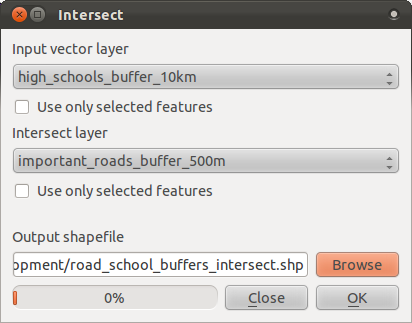 Intersect
Input vector layer
high_schools_buffer_10km
Use only selected features
Intersect layer
important_roads_buffer_500m
Use only selected features
Output shapefile
opment/road_school_buffers_intersect.shp Browse
0% Close OK